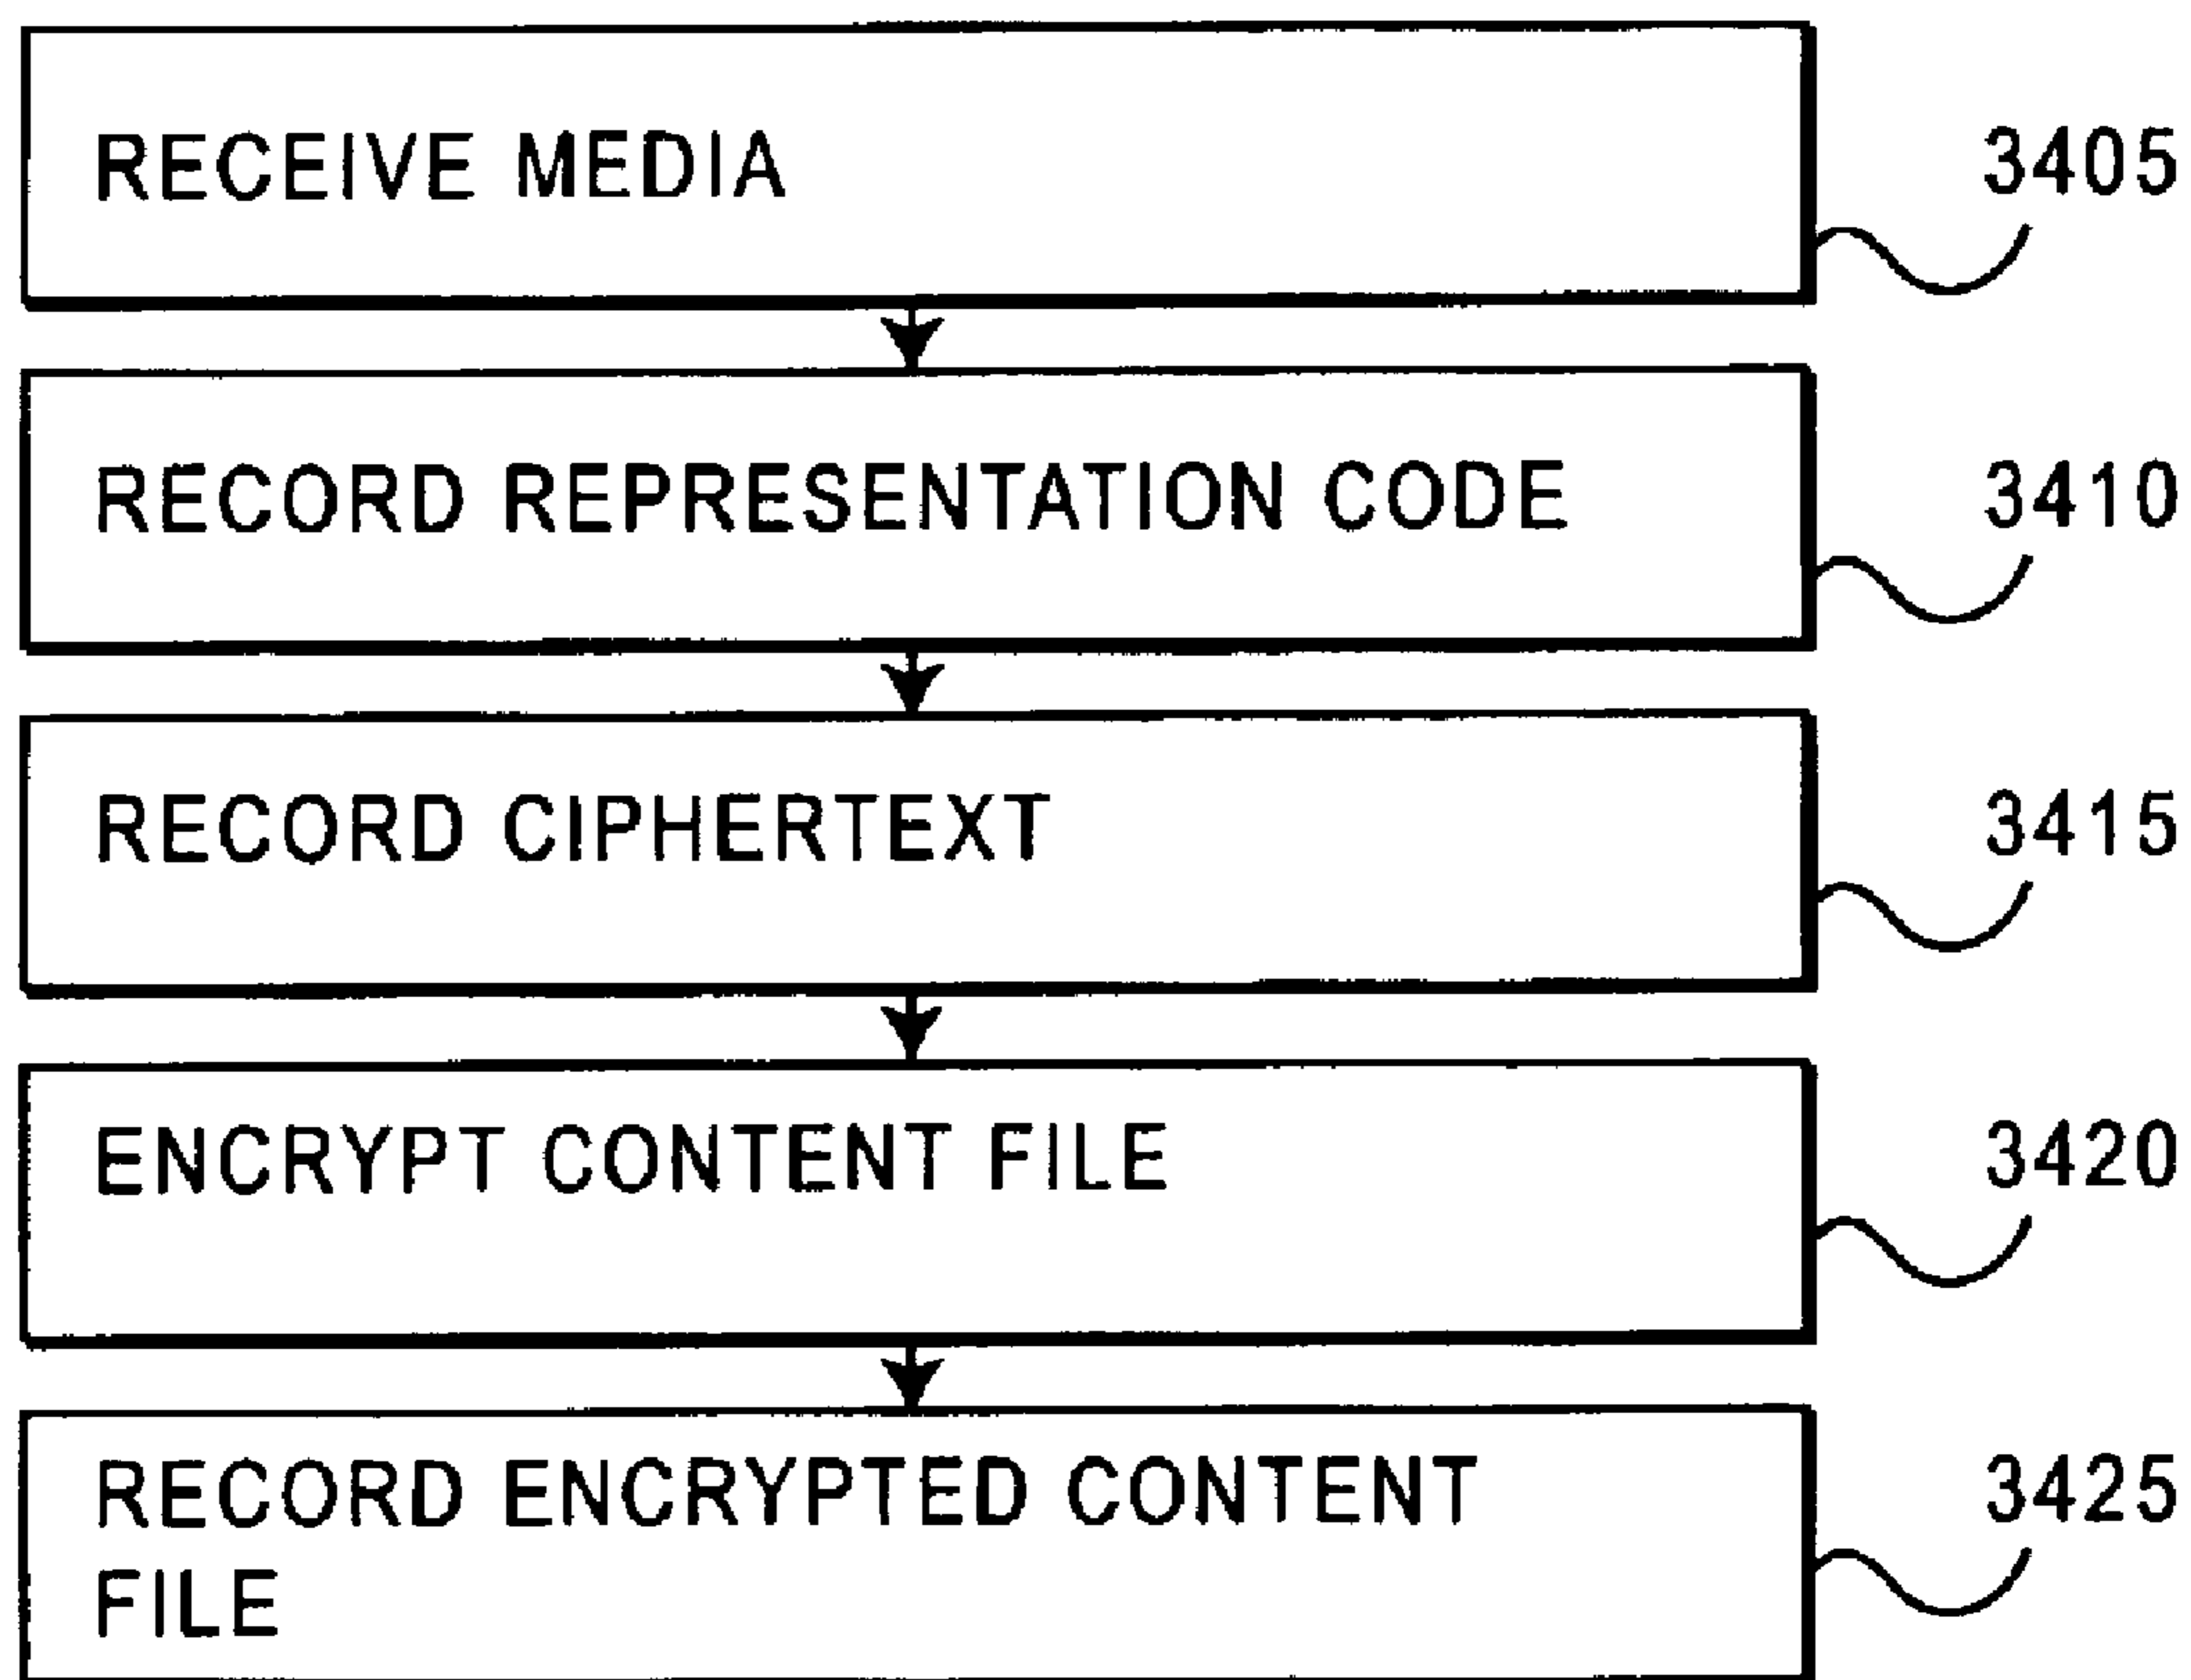 RECEIVE MEDIA
3405
RECORD REPRESENTATION CODE
3410
RECORD CIPHERTEXT
3415
ENCRYPT CONTENT FILE
3420
RECORD ENCRYPTED CONTENT
FILE
3425